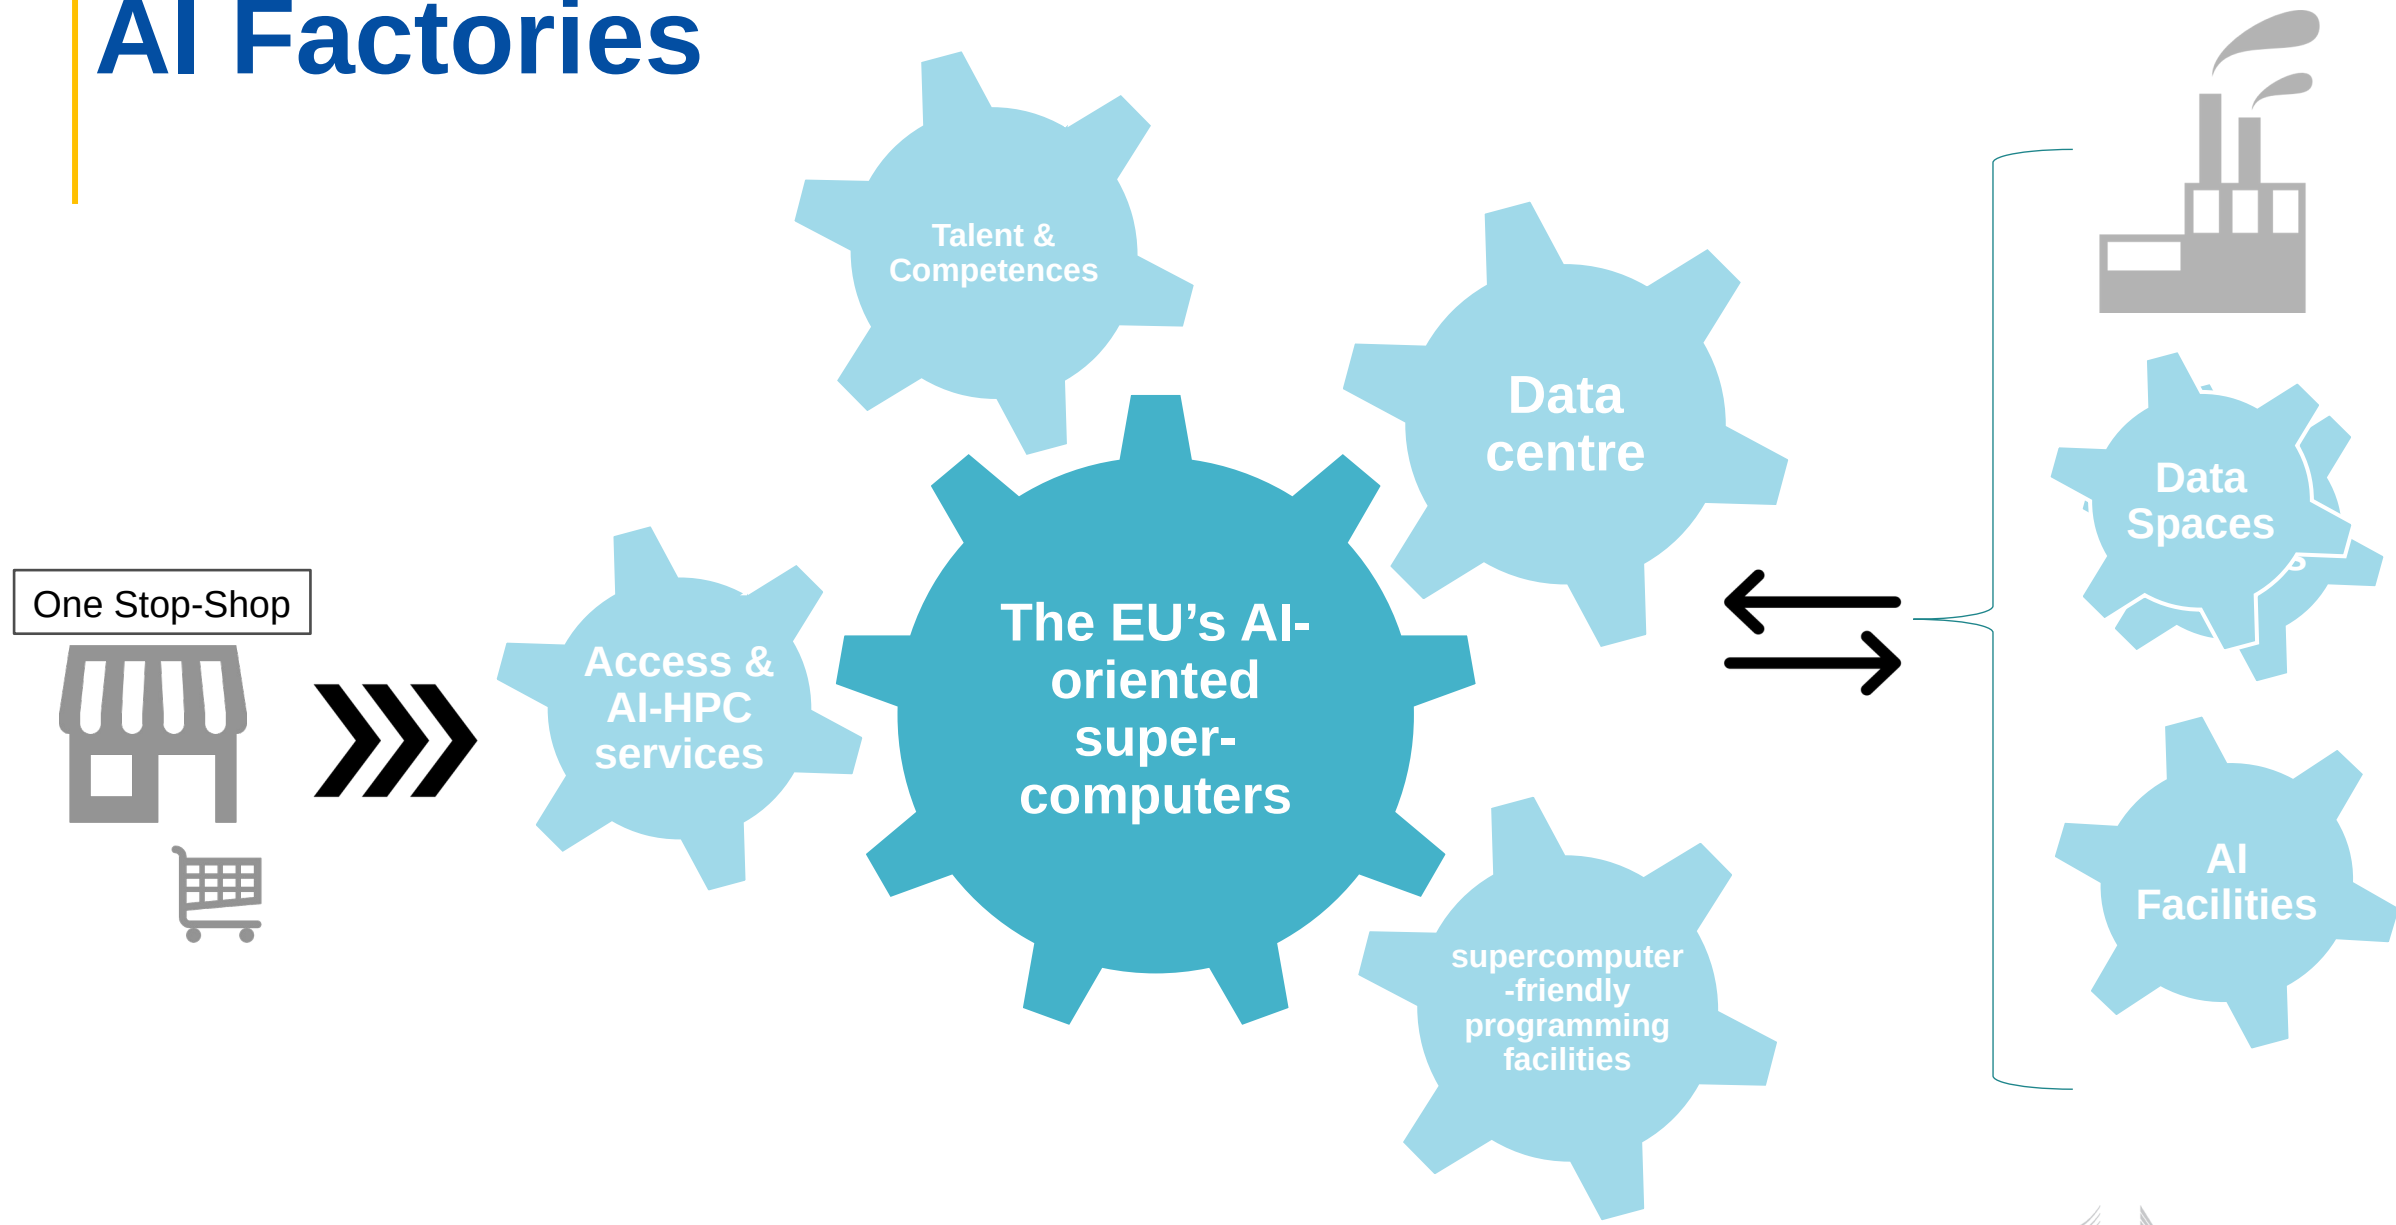 AI Factories
Talent &
Competences
Data
centre
One Stop-Shop
Access &
AI-HPC
services
The EU’s AI-
oriented
super-
computers
supercomputer
-friendly
programming
facilities
Data
Spaces
AI
Facilities